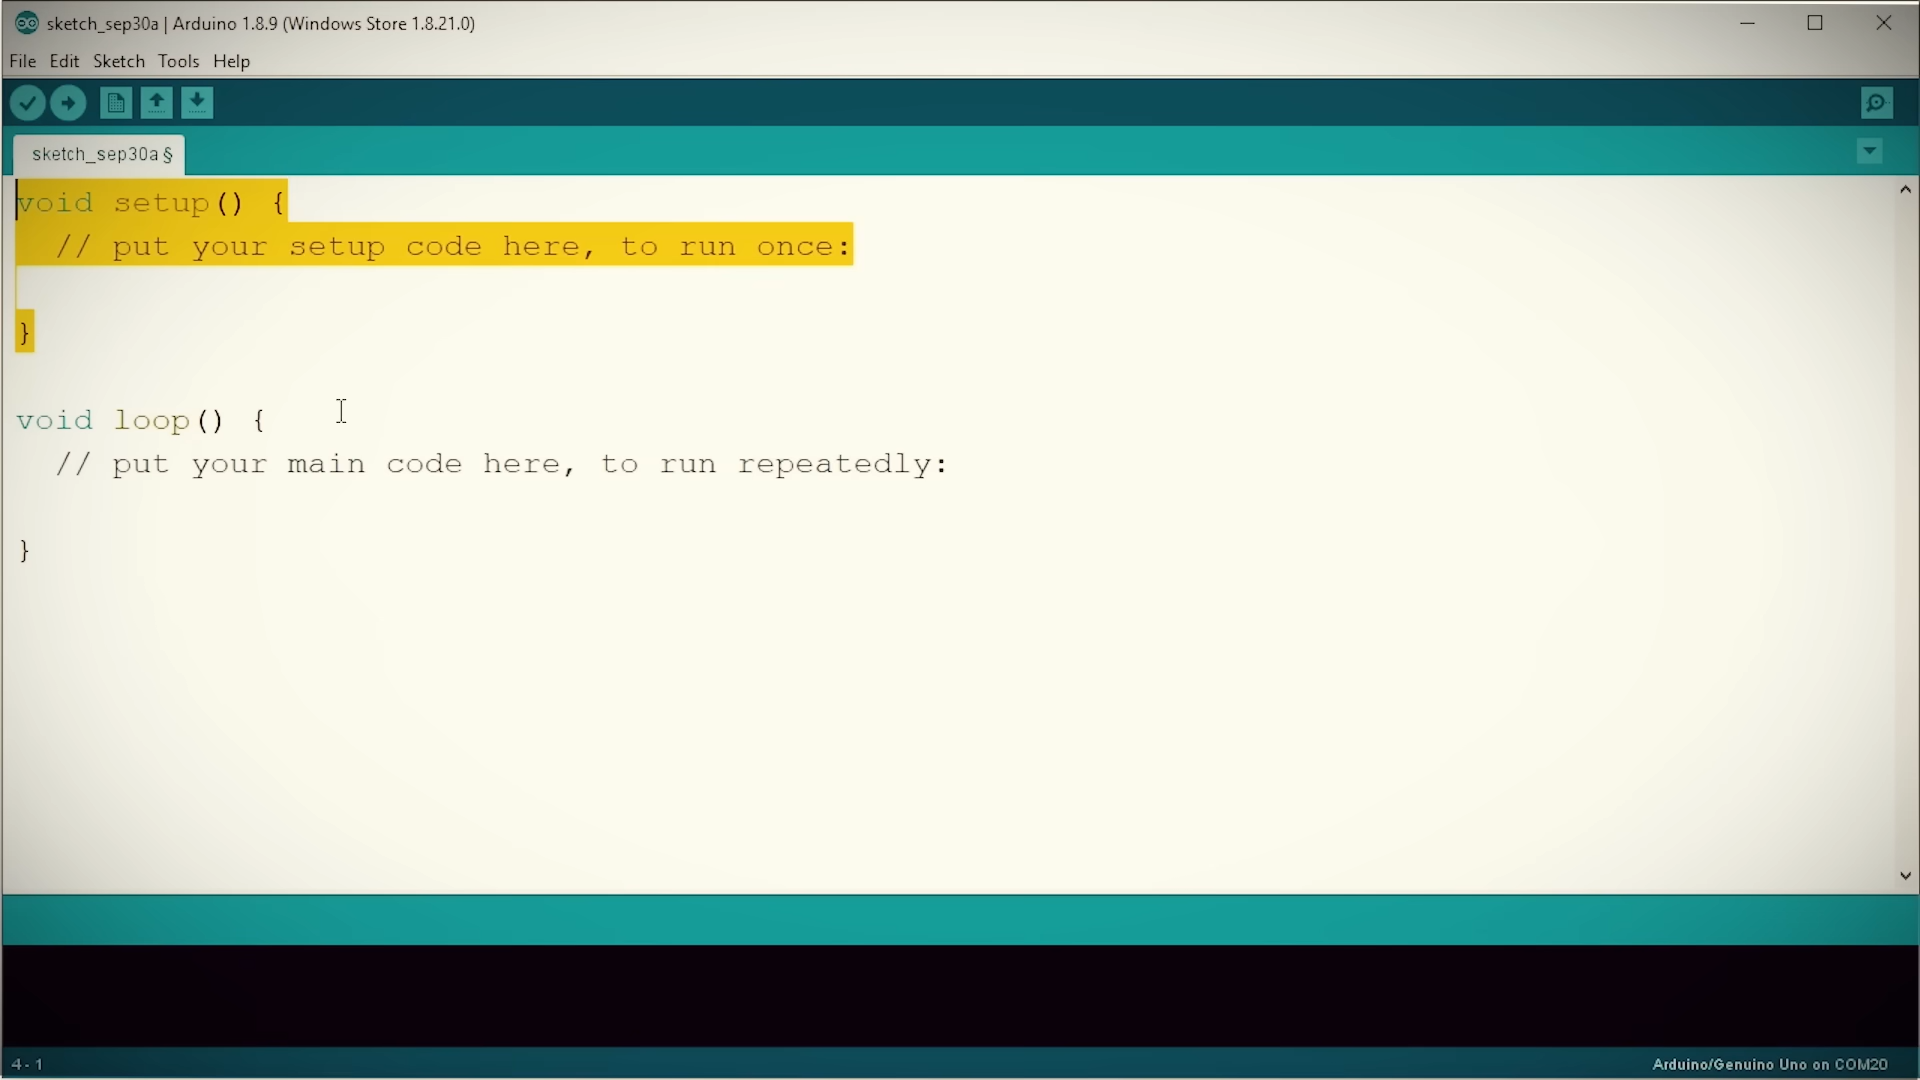 sketch_sep30a | Arduino 1.8.9 (Windows Store 1.8.21.0)
File Edit Sketch Tools Help
sketch_sep30a §
void setup() {
// put your setup code here, to run once:
}
void loop() {
// put your main code here, to run repeatedly:
}
4 - 1
Arduino/Genuino Uno on COM20